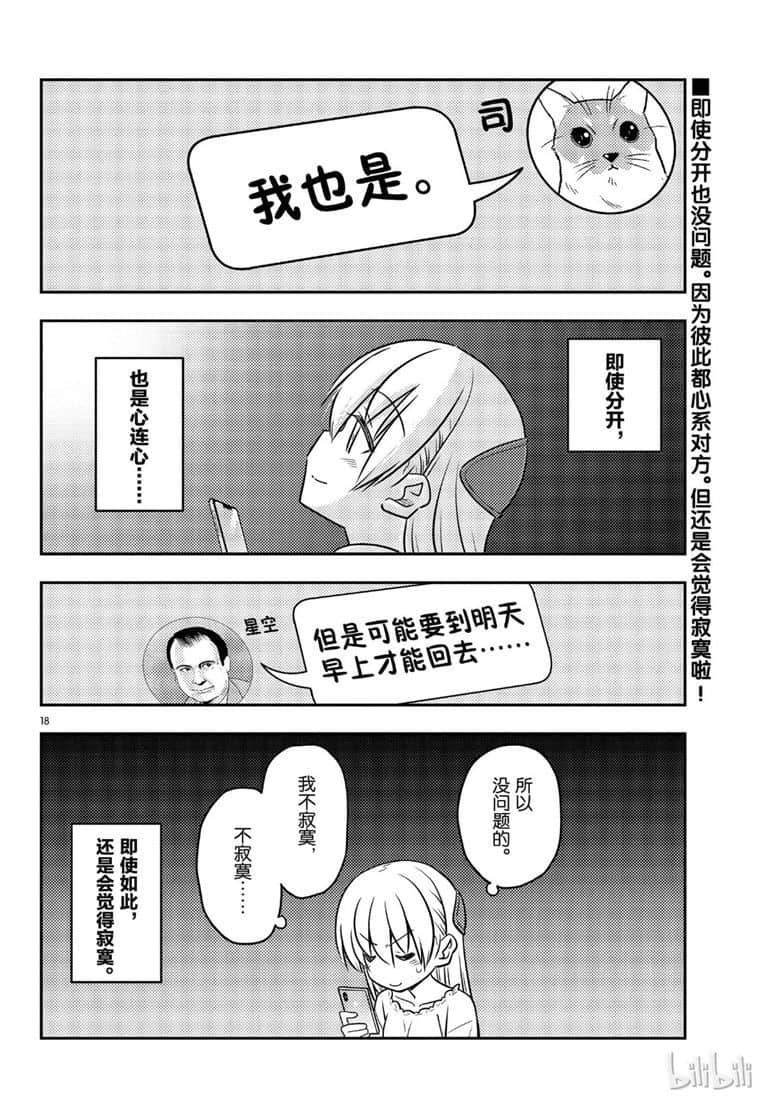 ■即使分开也没问题。因为彼此都心系对方。但还是会觉得寂寞啦！
司
我也是。
即使分开，
也是心连心……
星空
但是可能要到明天
早上才能回去……
18
所以
没问题的。
我不寂寞，
不寂寞……
即使如此，
还是会觉得寂寞。
bilibili